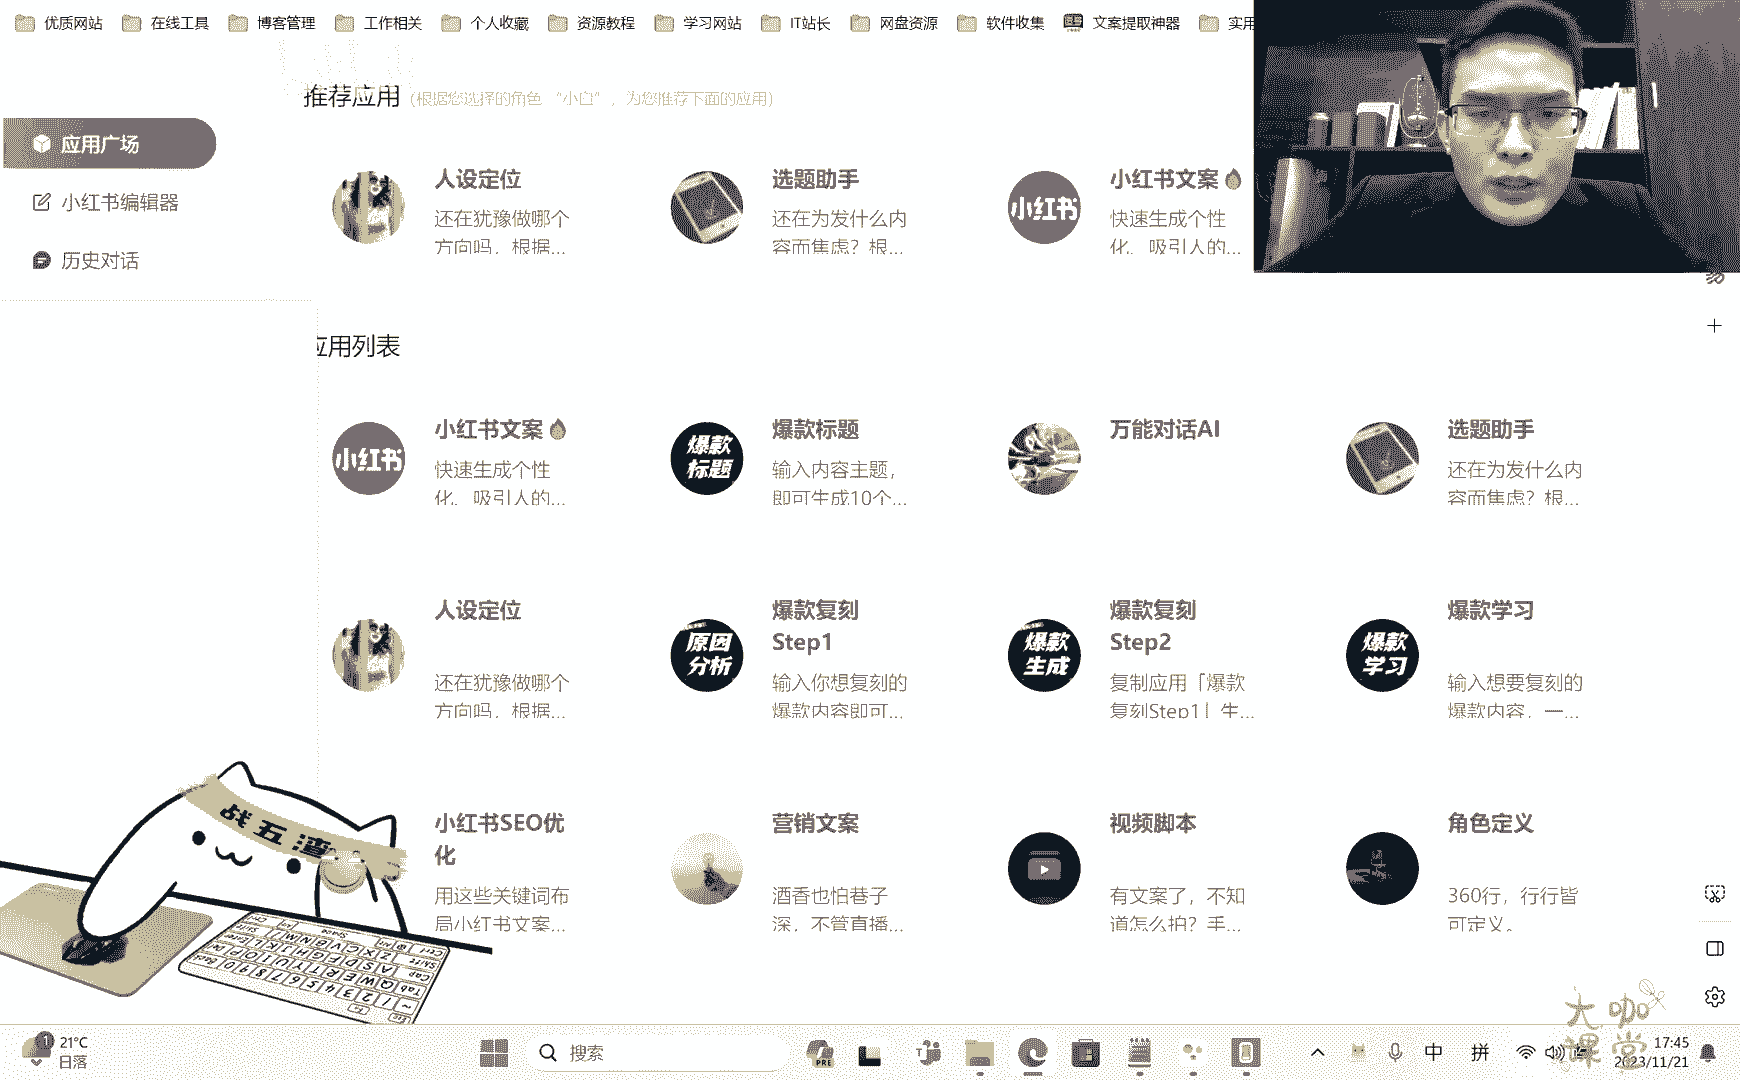 优质网站 在线工具 博客管理 工作相关 个人收藏 资源教程 学习网站 IT站长 网盘资源 软件收集 文案提取神器 实用
推荐应用 (根据您选择的角色 “小白”，为您推荐下面的应用)
应用广场
小红书编辑器
历史对话
人设定位
还在犹豫做哪个
方向吗，根据...
选题助手
还在为发什么内
容而焦虑？根...
小红书
小红书文案
快速生成个性
化、吸引人的...
应用列表
小红书
小红书文案
快速生成个性
化、吸引人的...
爆款
标题
爆款标题
输入内容主题，
即可生成10个...
万能对话AI
选题助手
还在为发什么内
容而焦虑？根...
人设定位
还在犹豫做哪个
方向吗，根据...
原因
分析
爆款复刻
Step1
输入你想复刻的
爆款内容即可...
爆款
生成
爆款复刻
Step2
复制应用「爆款
复刻Step1」生...
爆款
学习
爆款学习
输入想要复刻的
爆款内容，一...
小红书SEO优
化
用这些关键词布
局小红书文案...
营销文案
酒香也怕巷子
深，不管直播...
视频脚本
有文案了，不知
道怎么拍？手...
角色定义
360行，行行皆
可定义。
战五渣
大咖
课堂
1
21°C
日落
搜索
PRE
中
拼
17:45
2023/11/21